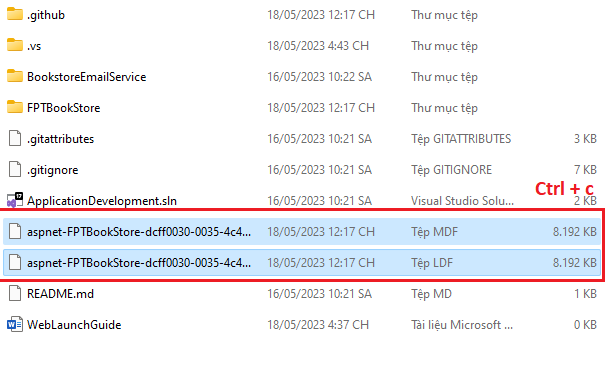 .github 18/05/2023 12:17 CH Thư mục tệp
.vs 18/05/2023 4:43 CH Thư mục tệp
BookstoreEmailService 16/05/2023 10:22 SA Thư mục tệp
FPTBookStore 18/05/2023 12:17 CH Thư mục tệp
.gitattributes 16/05/2023 10:21 SA Tệp GITATTRIBUTES 3 KB
.gitignore 16/05/2023 10:21 SA Tệp GITIGNORE 7 KB
Ctrl + c
ApplicationDevelopment.sln 16/05/2023 10:21 SA Visual Studio Solu... 2 KB
aspnet-FPTBookStore-dcff0030-0035-4c4... 18/05/2023 12:17 CH Tệp MDF 8.192 KB
aspnet-FPTBookStore-dcff0030-0035-4c4... 18/05/2023 12:17 CH Tệp LDF 8.192 KB
README.md 16/05/2023 10:21 SA Tệp MD 1 KB
WebLaunchGuide 18/05/2023 4:37 CH Tài liệu Microsoft ... 0 KB